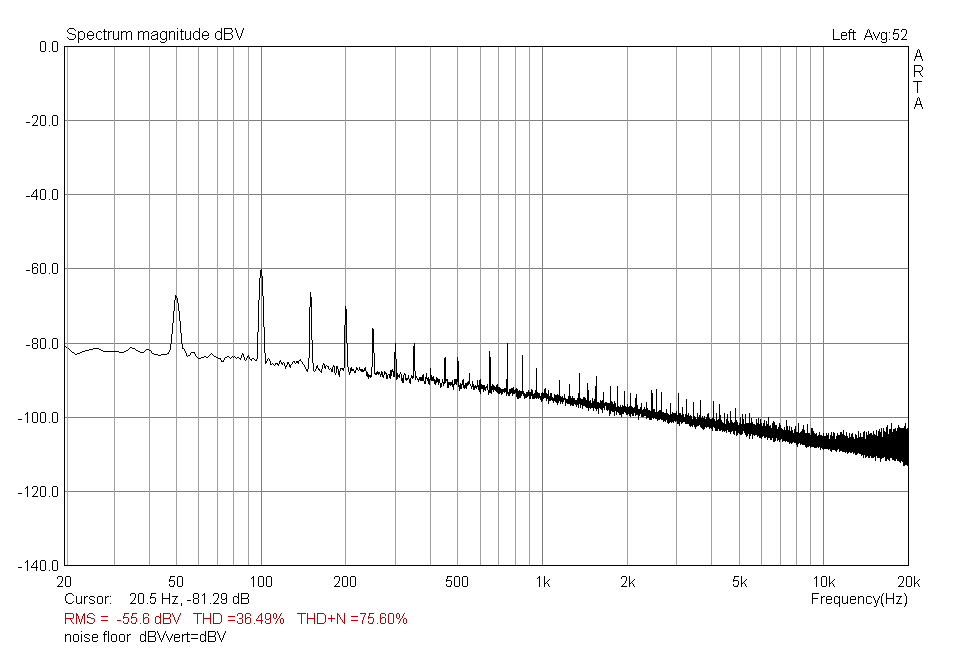 Spectrum magnitude dBV
Left Avg:52
A
R
T
A
0.0
-20.0
-40.0
-60.0
-80.0
-100.0
-120.0
-140.0
20 50 100 200 500 1k 2k 5k 10k 20k
Cursor: 20.5 Hz, -81.29 dB
Frequency(Hz)
RMS = -55.6 dBV THD =36.49% THD+N =75.60%
noise floor dBVvert=dBV